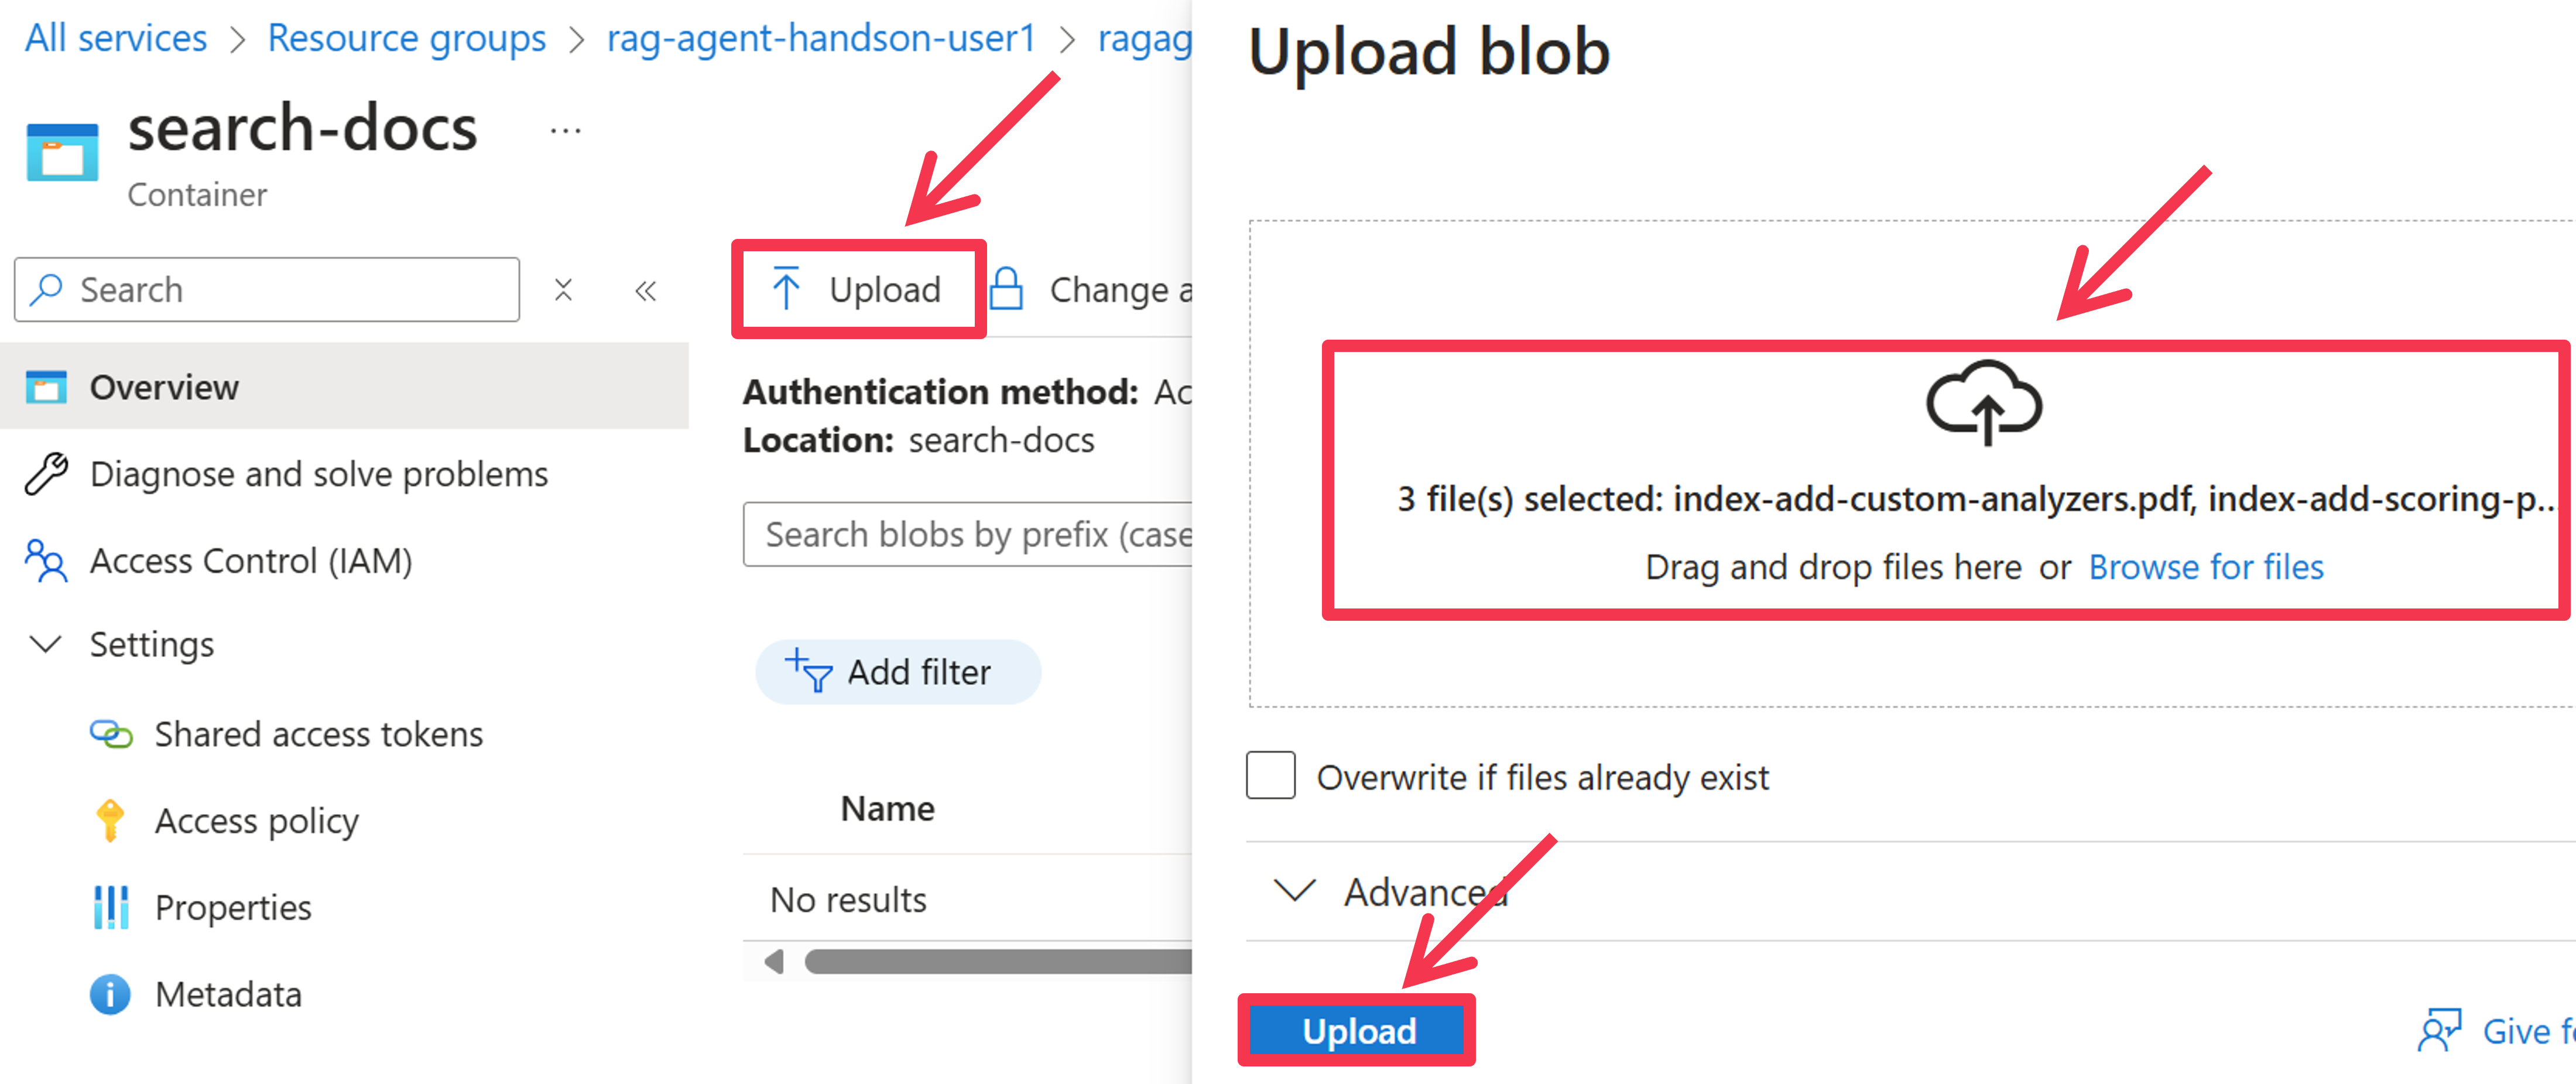 All services > Resource groups > rag-agent-handson-user1 > ragag
search-docs ...
Container
Search
Overview
Diagnose and solve problems
Access Control (IAM)
Settings
Shared access tokens
Access policy
Properties
Metadata
Upload
Change a
Authentication method: Ac
Location: search-docs
Search blobs by prefix (case
Add filter
Name
No results
Upload blob
3 file(s) selected: index-add-custom-analyzers.pdf, index-add-scoring-p...
Drag and drop files here or Browse for files
Overwrite if files already exist
Advanced
Upload
Give fe